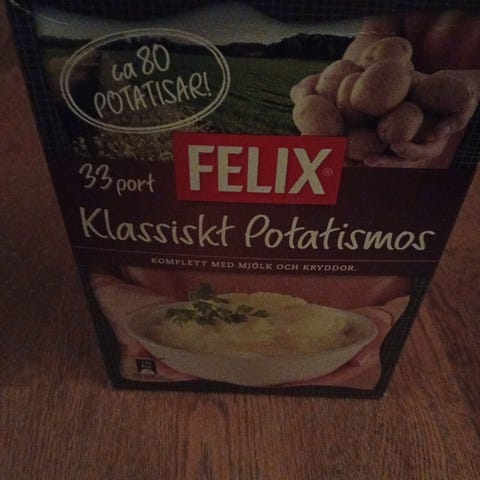 ca 80
POTATISAR!
33 port
FELIX®
Klassiskt Potatismos
KOMPLETT MED MJÖLK OCH KRYDDOR.